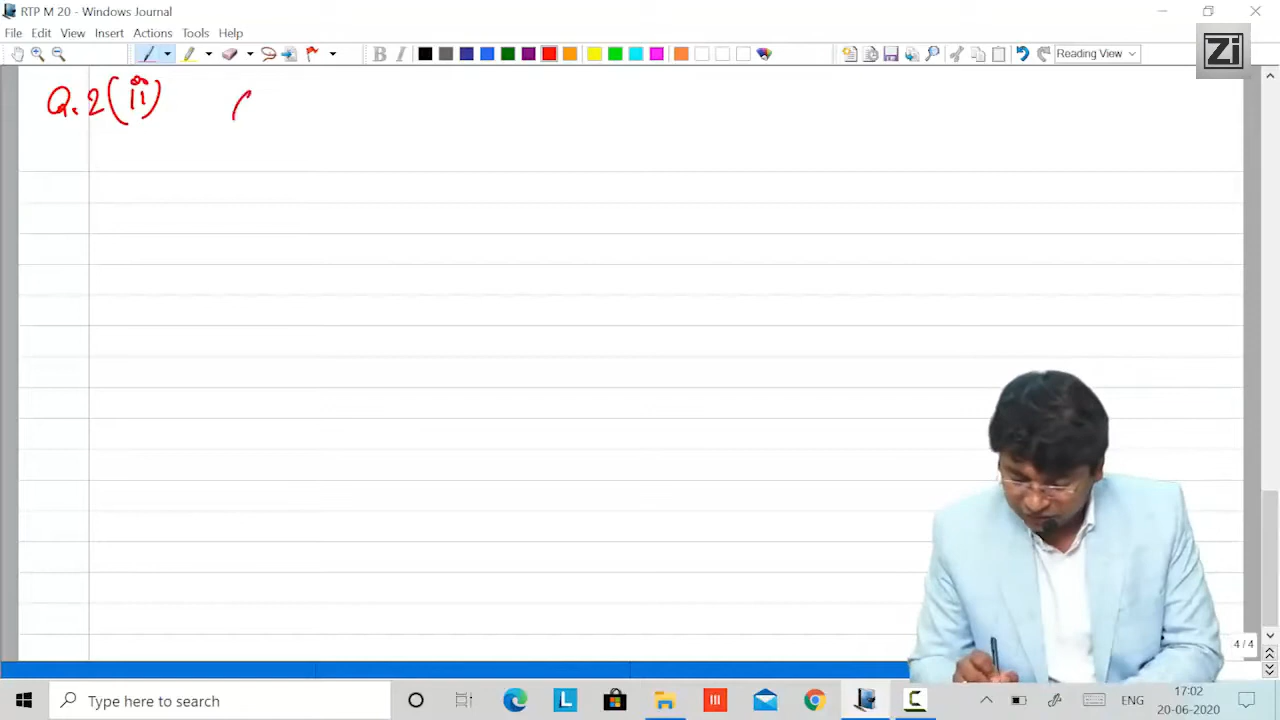 RTP M 20 - Windows Journal
File Edit View Insert Actions Tools Help
B I Reading View
Zi
Q. 2 (ii) (
4 / 4
Type here to search
L
ENG
17:02
20-06-2020